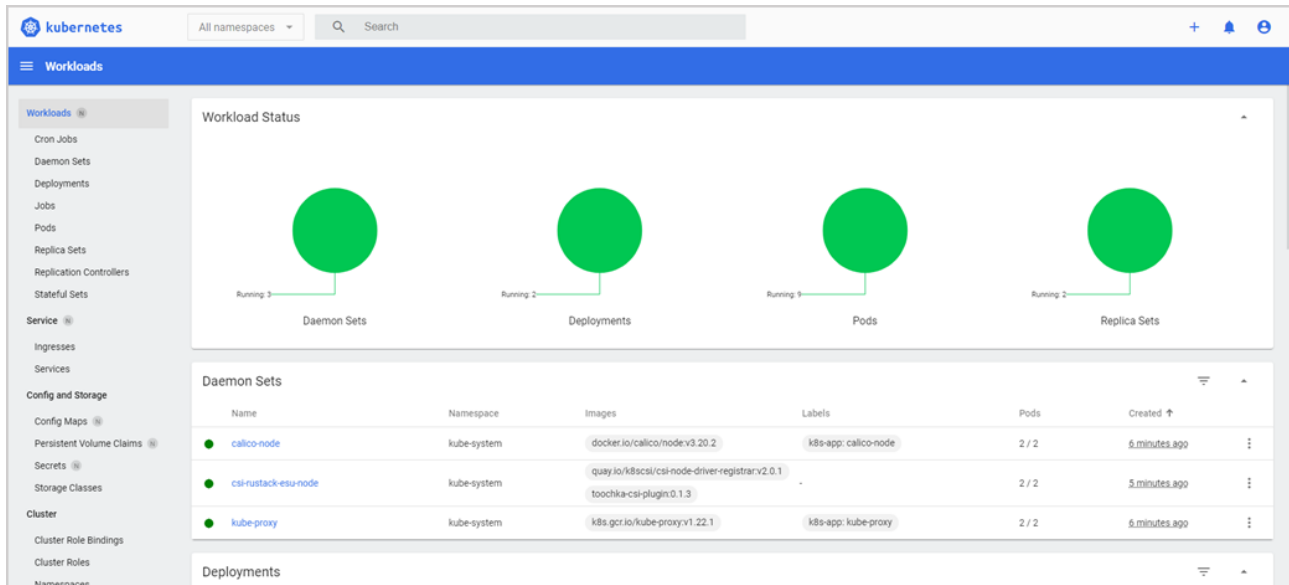 kubernetes
All namespaces
Search
Workloads
Workloads N
Cron Jobs
Daemon Sets
Deployments
Jobs
Pods
Replica Sets
Replication Controllers
Stateful Sets
Service N
Ingresses
Services
Config and Storage
Config Maps N
Persistent Volume Claims N
Secrets N
Storage Classes
Cluster
Cluster Role Bindings
Cluster Roles
Namespaces
Workload Status
Running: 3
Running: 2
Running: 9
Running: 2
Daemon Sets Deployments Pods Replica Sets
Daemon Sets
Name Namespace Images Labels Pods Created
calico-node kube-system docker.io/calico/node:v3.20.2 k8s-app: calico-node 2 / 2 6 minutes ago
csi-rustack-esu-node kube-system quay.io/k8scsi/csi-node-driver-registrar:v2.0.1 - 2 / 2 5 minutes ago
toochka-csi-plugin:0.1.3
kube-proxy kube-system k8s.gcr.io/kube-proxy:v1.22.1 k8s-app: kube-proxy 2 / 2 6 minutes ago
Deployments